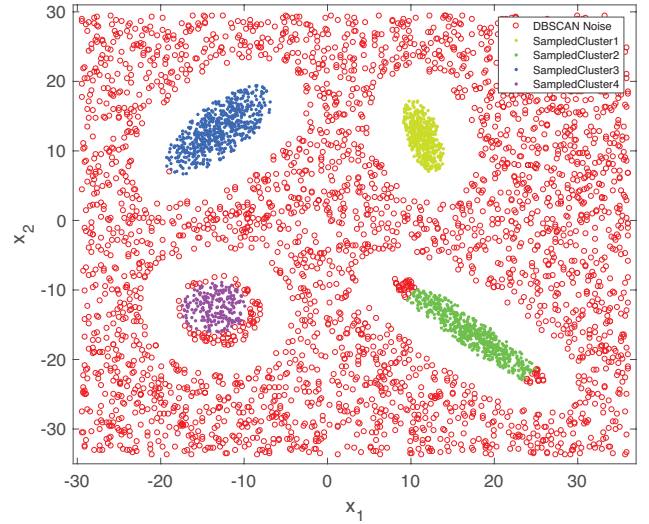 DBSCAN Noise
SampledCluster1
SampledCluster2
SampledCluster3
SampledCluster4
30
20
10
0
-10
-20
-30
x2
-30 -20 -10 0 10 20 30
x1